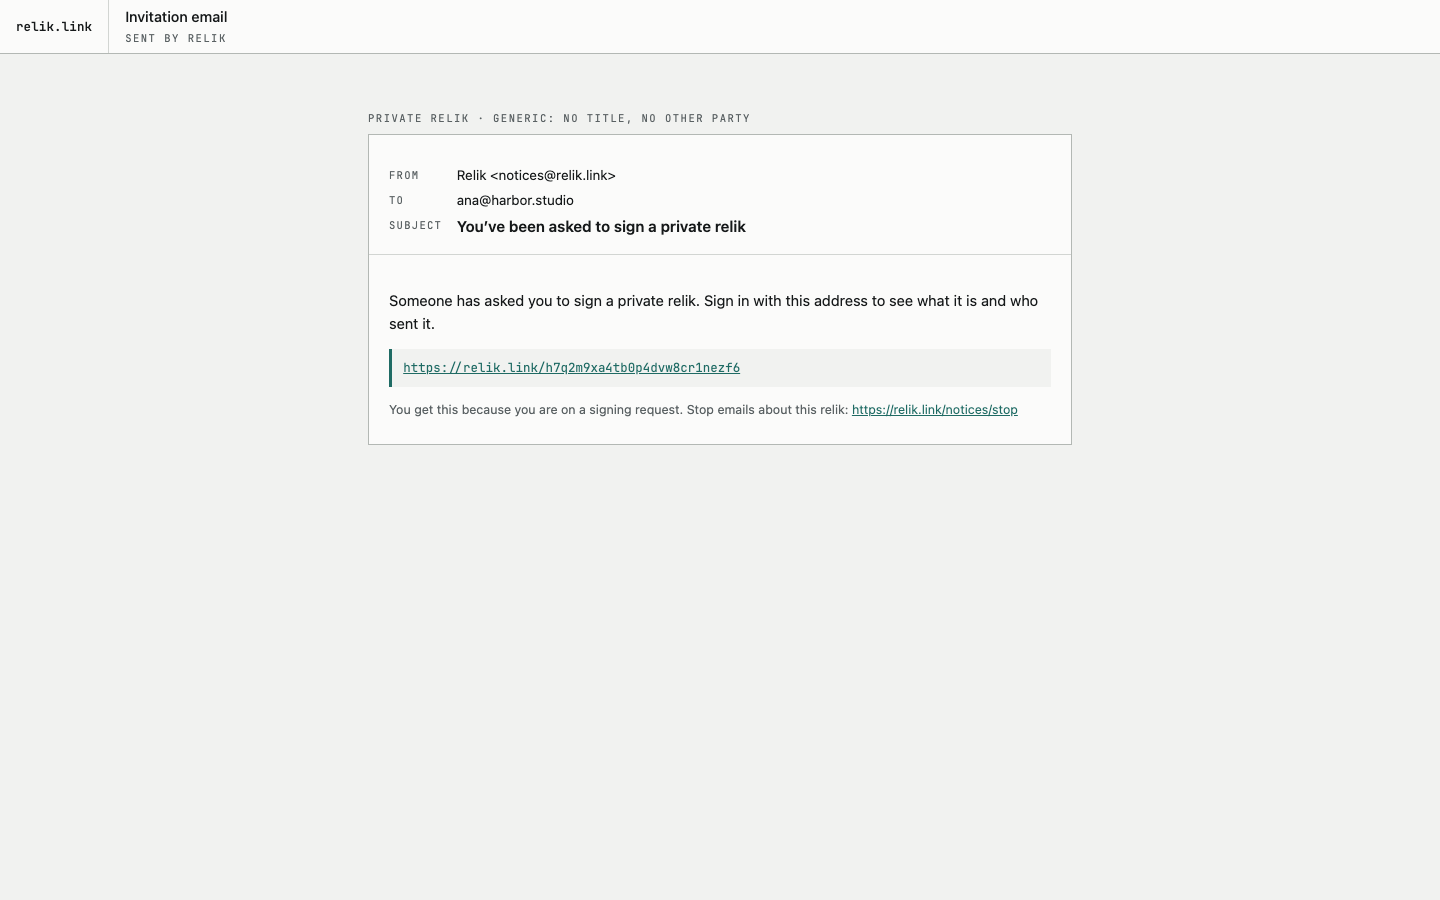 relik.link
Invitation email
SENT BY RELIK
PRIVATE RELIK · GENERIC: NO TITLE, NO OTHER PARTY
FROM Relik <notices@relik.link>
TO ana@harbor.studio
SUBJECT You’ve been asked to sign a private relik
Someone has asked you to sign a private relik. Sign in with this address to see what it is and who
sent it.
https://relik.link/h7q2m9xa4tb0p4dvw8cr1nezf6
You get this because you are on a signing request. Stop emails about this relik: https://relik.link/notices/stop